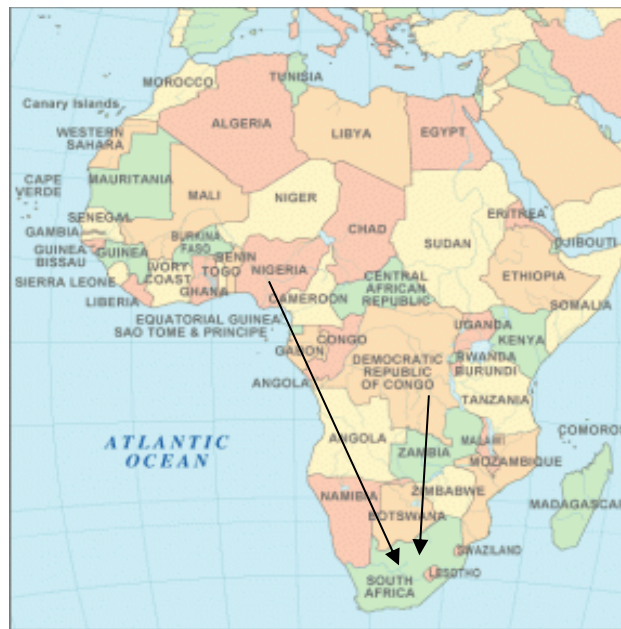 MOROCCO
TUNISIA
Canary Islands
ALGERIA
LIBYA
EGYPT
WESTERN
SAHARA
MAURITANIA
CAPE
VERDE
MALI
NIGER
CHAD
SUDAN
ERITREA
DJIBOUTI
SENEGAL
GAMBIA
GUINEA
BISSAU
GUINEA
SIERRA LEONE
LIBERIA
IVORY
COAST
BURKINA
FASO
GHANA
TOGO
BENIN
NIGERIA
CAMEROON
CENTRAL
AFRICAN
REPUBLIC
ETHIOPIA
SOMALIA
EQUATORIAL GUINEA
SAO TOME & PRINCIPE
GABON
CONGO
DEMOCRATIC
REPUBLIC
OF CONGO
UGANDA
KENYA
RWANDA
BURUNDI
TANZANIA
ANGOLA
ANGOLA
ATLANTIC
OCEAN
ZAMBIA
MALAWI
MOZAMBIQUE
COMOROS
MADAGASCAR
NAMIBIA
ZIMBABWE
BOTSWANA
SWAZILAND
LESOTHO
SOUTH
AFRICA